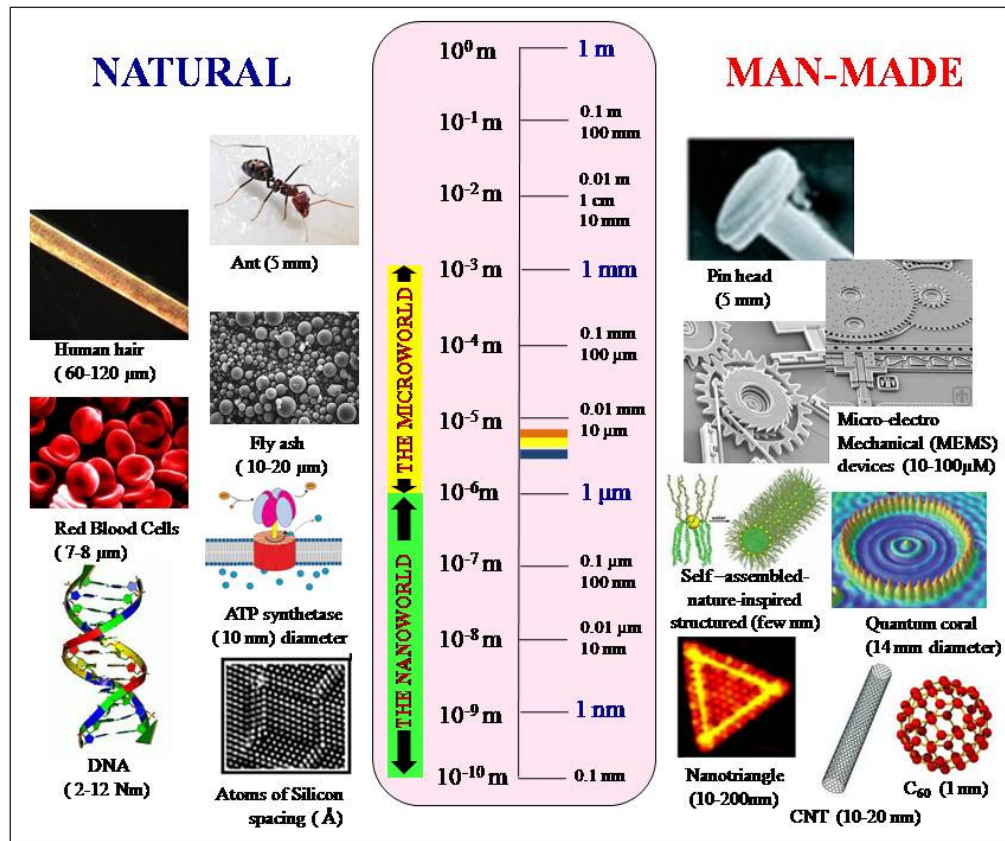 NATURAL
Ant (5 mm)
Human hair
( 60-120 µm)
Fly ash
( 10-20 µm)
Red Blood Cells
( 7-8 µm)
ATP synthetase
( 10 nm) diameter
DNA
( 2-12 Nm)
Atoms of Silicon
spacing ( Å)
10⁰ m
1 m
10⁻¹ m
0.1 m
100 mm
10⁻² m
0.01 m
1 cm
10 mm
10⁻³ m
1 mm
10⁻⁴ m
0.1 mm
100 µm
10⁻⁵ m
0.01 mm
10 µm
10⁻⁶ m
1 µm
10⁻⁷ m
0.1 µm
100 nm
10⁻⁸ m
0.01 µm
10 nm
10⁻⁹ m
1 nm
10⁻¹⁰ m
0.1 nm
THE MICROWORLD
THE NANOWORLD
MAN-MADE
Pin head
(5 mm)
Micro-electro
Mechanical (MEMS)
devices (10-100µM)
water
Self –assembled-
nature-inspired
structured (few nm)
Quantum coral
(14 mm diameter)
Nanotriangle
(10-200nm)
CNT (10-20 nm)
C₆₀ (1 nm)